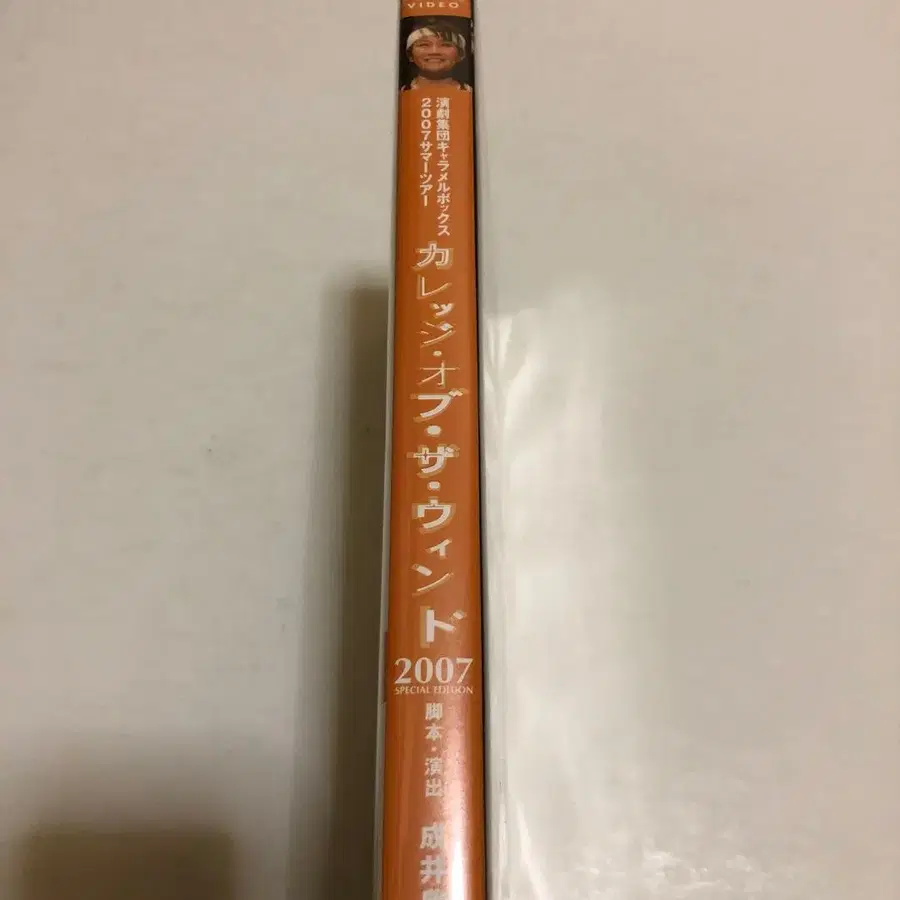 VIDEO
演劇集団キャラメルボックス
2007サマーツアー
カレッジ・オブ・ザ・ウィンド
2007
SPECIAL EDITION
脚本・演出
成井